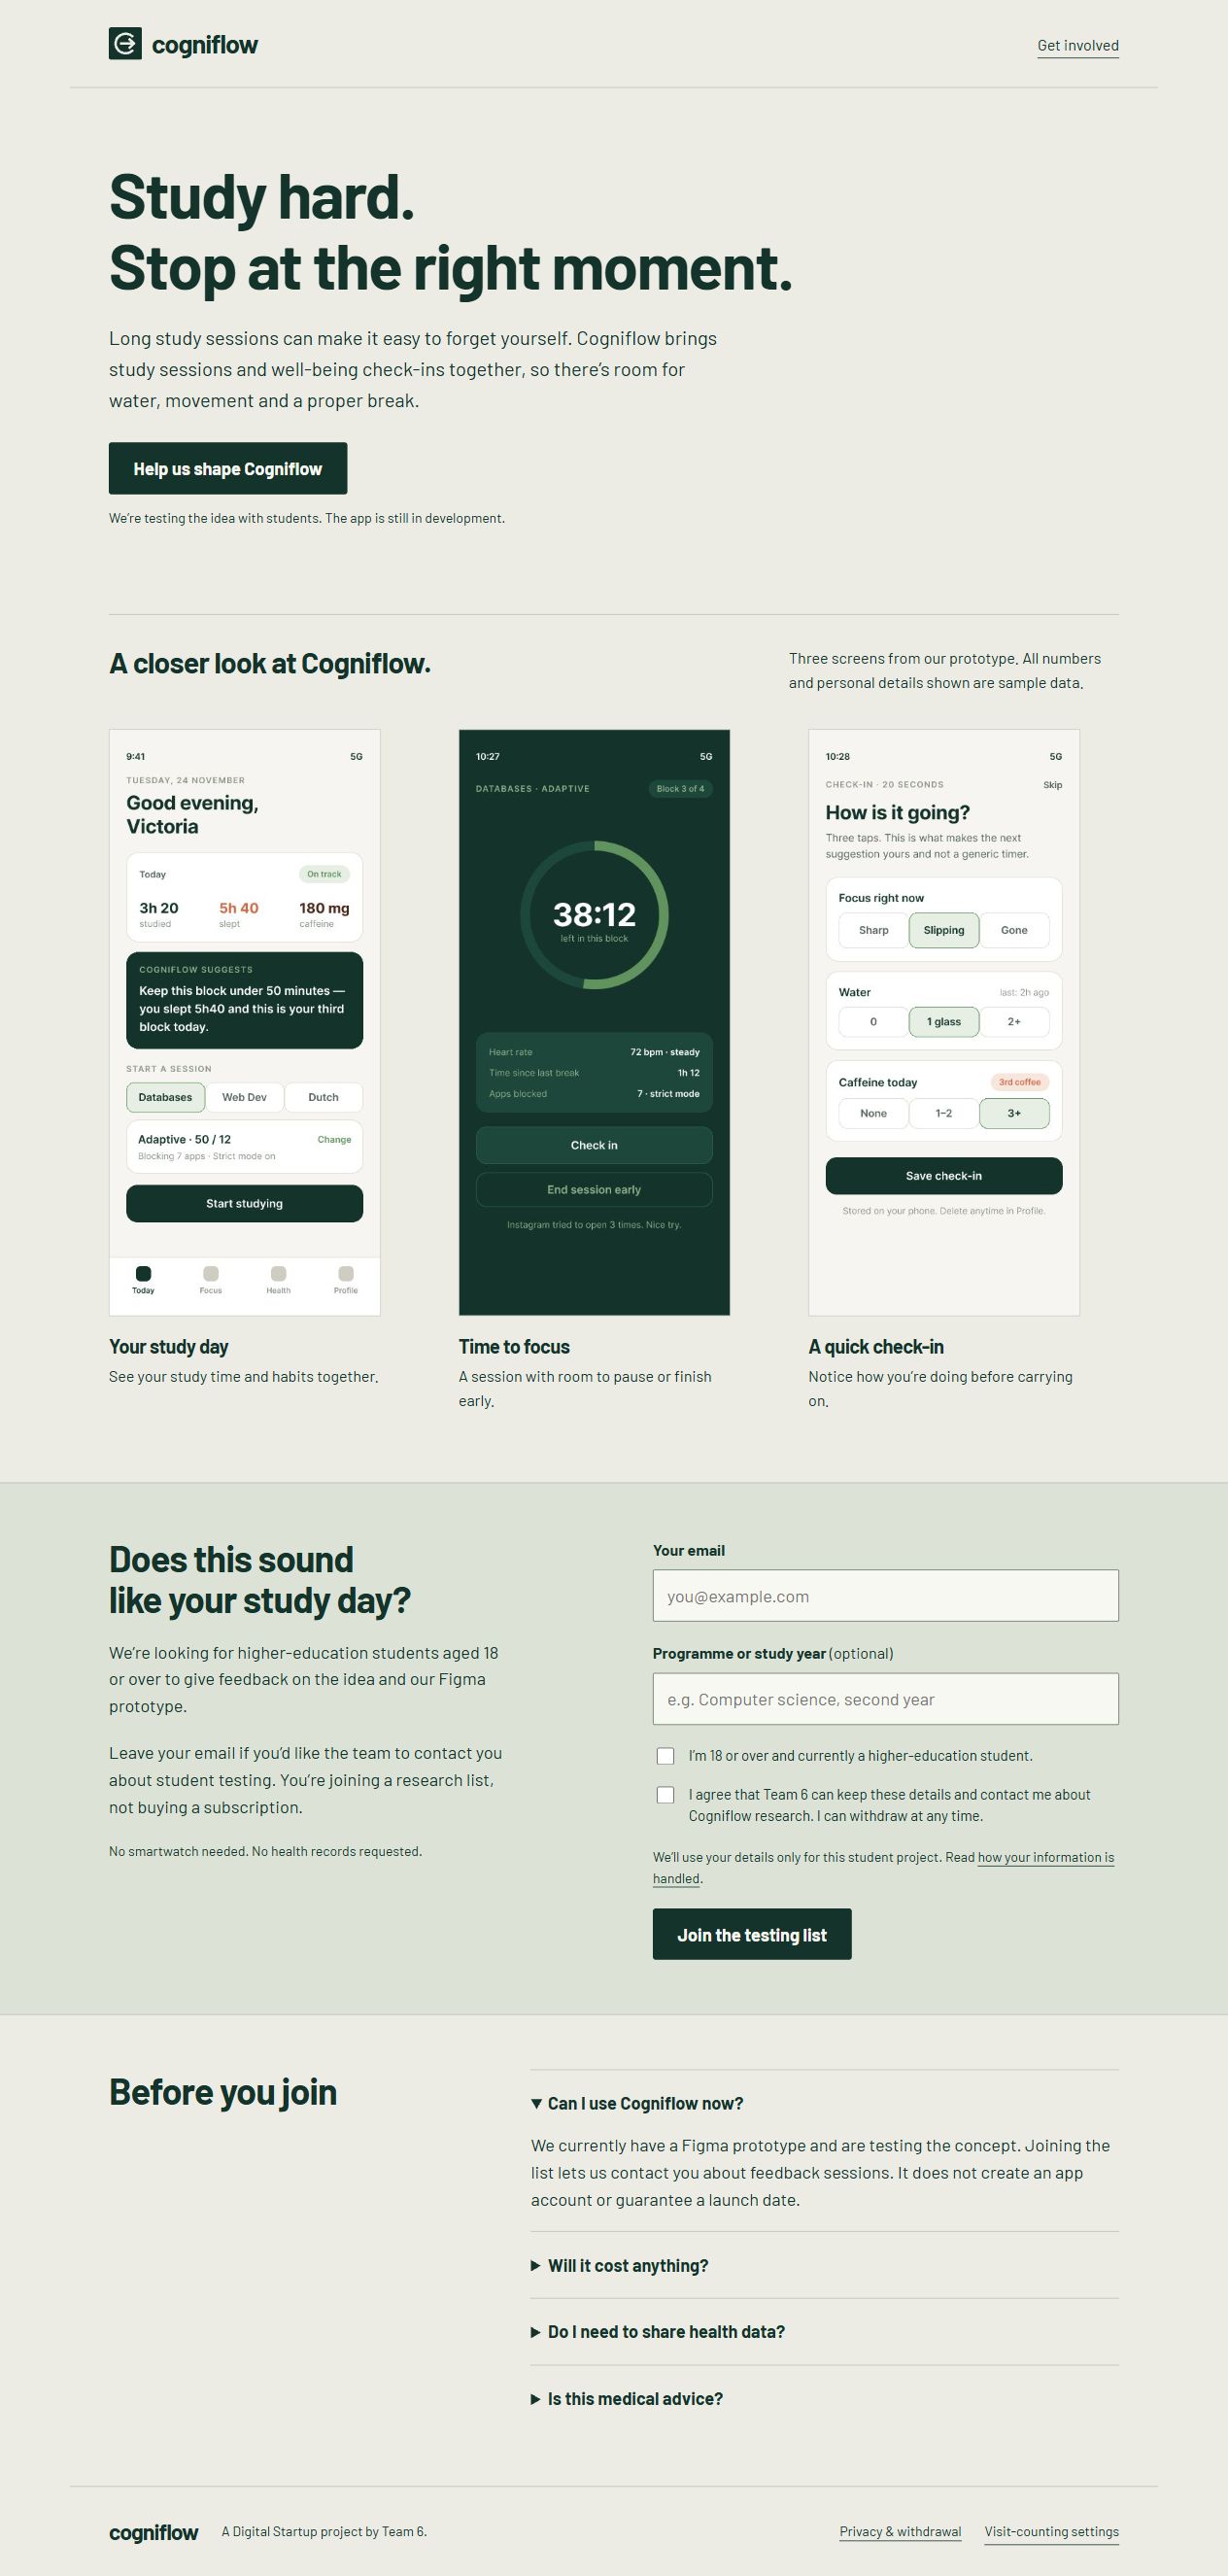 cogniflow
Get involved
Study hard.
Stop at the right moment.
Long study sessions can make it easy to forget yourself. Cogniflow brings
study sessions and well-being check-ins together, so there’s room for
water, movement and a proper break.
Help us shape Cogniflow
We’re testing the idea with students. The app is still in development.
A closer look at Cogniflow.
Three screens from our prototype. All numbers
and personal details shown are sample data.
9:41
5G
TUESDAY, 24 NOVEMBER
Good evening,
Victoria
Today
On track
3h 20
5h 40
180 mg
studied
slept
caffeine
COGNIFLOW SUGGESTS
Keep this block under 50 minutes —
you slept 5h40 and this is your third
block today.
START A SESSION
Databases
Web Dev
Dutch
Adaptive · 50 / 12
Change
Blocking 7 apps · Strict mode on
Start studying
Today
Focus
Health
Profile
Your study day
See your study time and habits together.
10:27
5G
DATABASES · ADAPTIVE
Block 3 of 4
38:12
left in this block
Heart rate
72 bpm · steady
Time since last break
1h 12
Apps blocked
7 · strict mode
Check in
End session early
Instagram tried to open 3 times. Nice try.
Time to focus
A session with room to pause or finish
early.
10:28
5G
CHECK-IN · 20 SECONDS
Skip
How is it going?
Three taps. This is what makes the next
suggestion yours and not a generic timer.
Focus right now
Sharp
Slipping
Gone
Water
last: 2h ago
0
1 glass
2+
Caffeine today
3rd coffee
None
1–2
3+
Save check-in
Stored on your phone. Delete anytime in Profile.
A quick check-in
Notice how you’re doing before carrying
on.
Does this sound
like your study day?
We’re looking for higher-education students aged 18
or over to give feedback on the idea and our Figma
prototype.
Leave your email if you’d like the team to contact you
about student testing. You’re joining a research list,
not buying a subscription.
No smartwatch needed. No health records requested.
Your email
you@example.com
Programme or study year (optional)
e.g. Computer science, second year
I’m 18 or over and currently a higher-education student.
I agree that Team 6 can keep these details and contact me about
Cogniflow research. I can withdraw at any time.
We’ll use your details only for this student project. Read how your information is
handled.
Join the testing list
Before you join
Can I use Cogniflow now?
We currently have a Figma prototype and are testing the concept. Joining the
list lets us contact you about feedback sessions. It does not create an app
account or guarantee a launch date.
Will it cost anything?
Do I need to share health data?
Is this medical advice?
cogniflow
A Digital Startup project by Team 6.
Privacy & withdrawal
Visit-counting settings